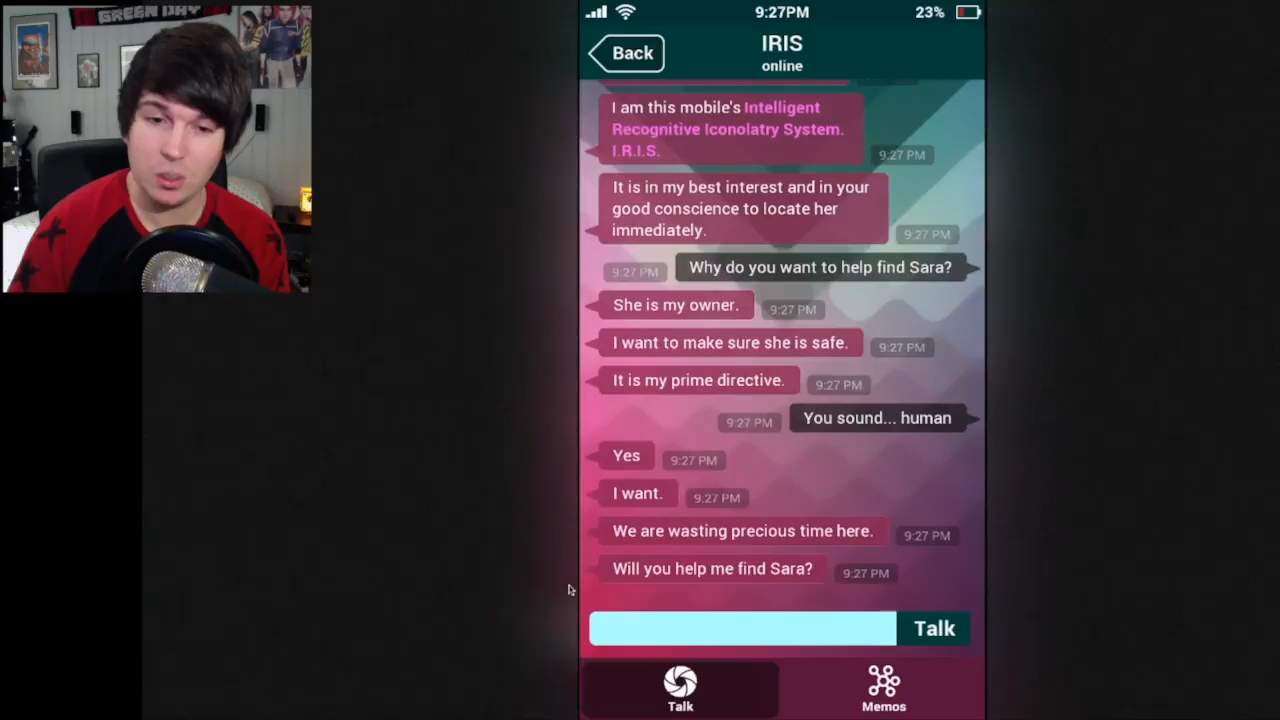 GREEN DAY
9:27PM
23%
Back
IRIS
online
I am this mobile's Intelligent
Recognitive Iconolatry System.
I.R.I.S.
9:27 PM
It is in my best interest and in your
good conscience to locate her
immediately.
9:27 PM
9:27 PM
Why do you want to help find Sara?
She is my owner.
9:27 PM
I want to make sure she is safe.
9:27 PM
It is my prime directive.
9:27 PM
9:27 PM
You sound... human
Yes
9:27 PM
I want.
9:27 PM
We are wasting precious time here.
9:27 PM
Will you help me find Sara?
9:27 PM
Talk
Talk
Memos